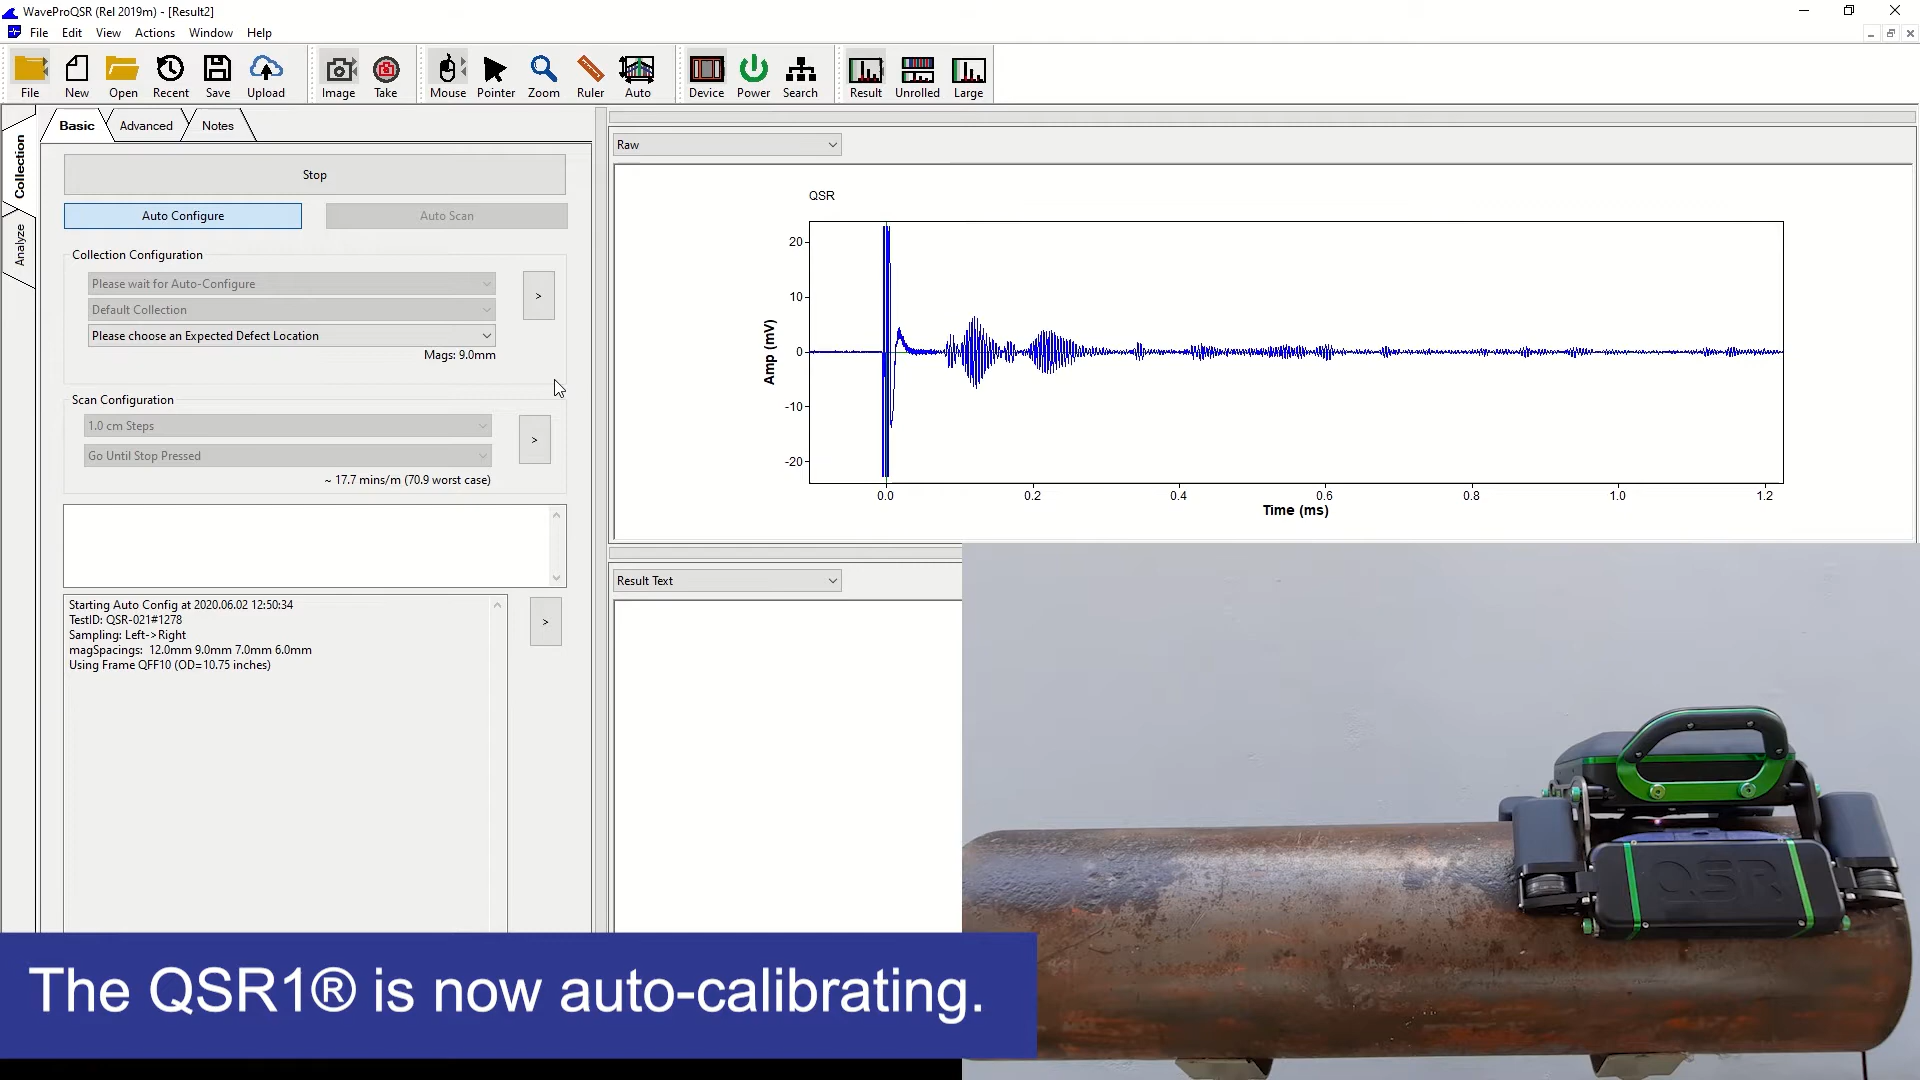 WaveProQSR (Rel 2019m) - [Result2]
File Edit View Actions Window Help
File New Open Recent Save Upload Image Take Mouse Pointer Zoom Ruler Auto Device Power Search Result Unrolled Large
Collection
Analyze
Basic Advanced Notes
Stop
Auto Configure Auto Scan
Collection Configuration
Please wait for Auto-Configure
>
Default Collection
Please choose an Expected Defect Location
Mags: 9.0mm
Scan Configuration
1.0 cm Steps
>
Go Until Stop Pressed
~ 17.7 mins/m (70.9 worst case)
Starting Auto Config at 2020.06.02 12:50:34
TestID: QSR-021#1278
>
Sampling: Left->Right
magSpacings: 12.0mm 9.0mm 7.0mm 6.0mm
Using Frame QFF10 (OD=10.75 inches)
Raw
QSR
Amp (mV)
20
10
0
-10
-20
0.0 0.2 0.4 0.6 0.8 1.0 1.2
Time (ms)
Result Text
QSR
The QSR1® is now auto-calibrating.